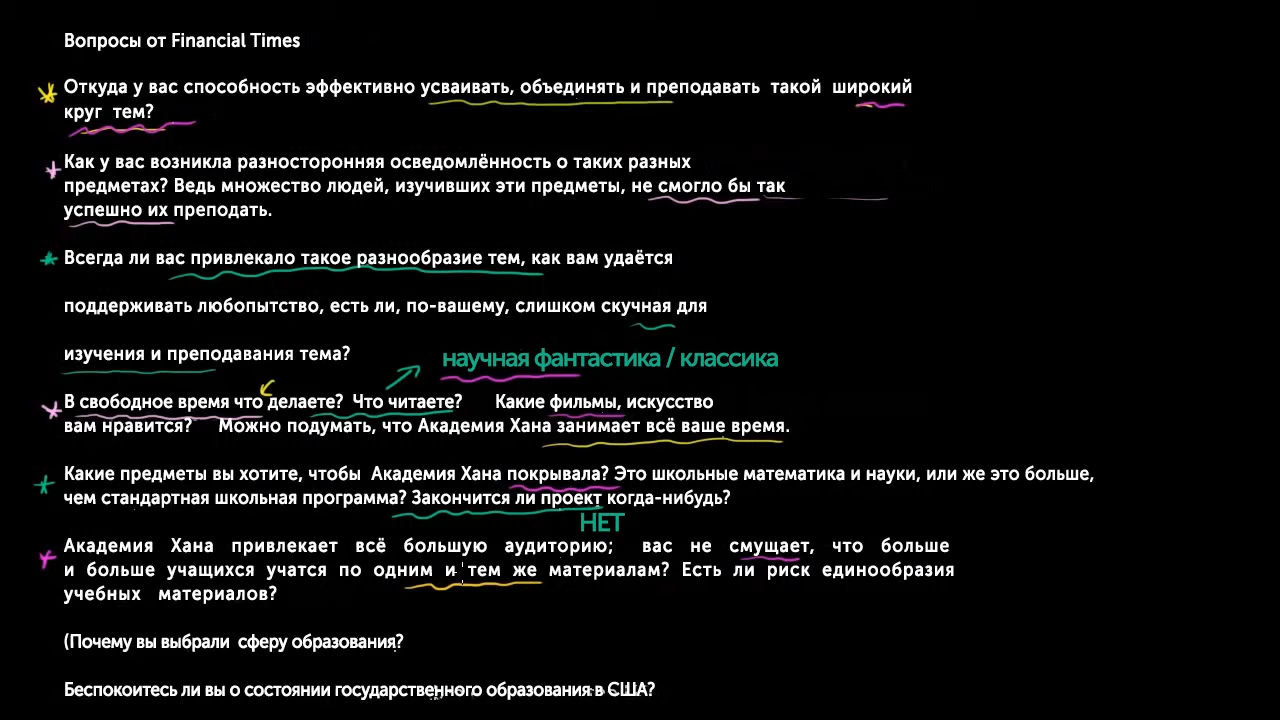 Вопросы от Financial Times
Откуда у вас способность эффективно усваивать, объединять и преподавать такой широкий
круг тем?
Как у вас возникла разносторонняя осведомлённость о таких разных
предметах? Ведь множество людей, изучивших эти предметы, не смогло бы так
успешно их преподать.
Всегда ли вас привлекало такое разнообразие тем, как вам удаётся
поддерживать любопытство, есть ли, по-вашему, слишком скучная для
изучения и преподавания тема?
научная фантастика / классика
В свободное время что делаете? Что читаете? Какие фильмы, искусство
вам нравится? Можно подумать, что Академия Хана занимает всё ваше время.
Какие предметы вы хотите, чтобы Академия Хана покрывала? Это школьные математика и науки, или же это больше,
чем стандартная школьная программа? Закончится ли проект когда-нибудь?
НЕТ
Академия Хана привлекает всё большую аудиторию; вас не смущает, что больше
и больше учащихся учатся по одним и тем же материалам? Есть ли риск единообразия
учебных материалов?
(Почему вы выбрали сферу образования?
Беспокоитесь ли вы о состоянии государственного образования в США?